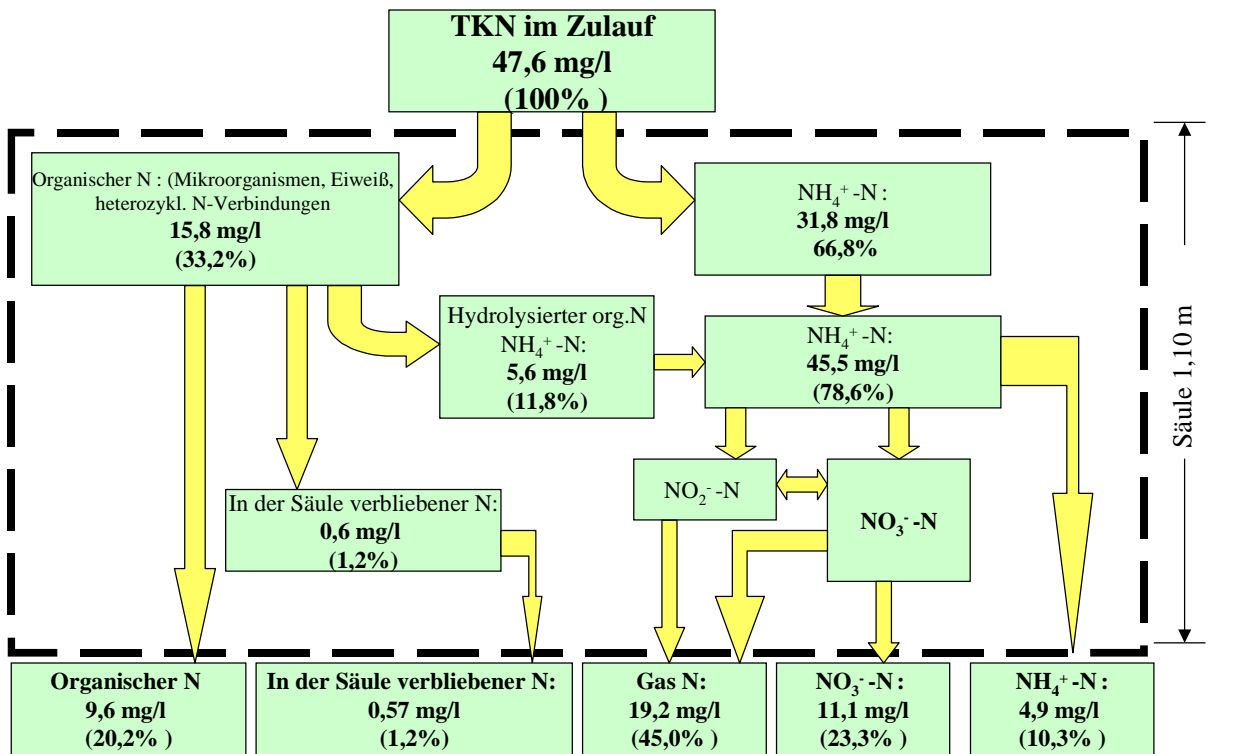 TKN im Zulauf
47,6 mg/l
(100% )
Organischer N : (Mikroorganismen, Eiweiß,
heterozykl. N-Verbindungen
15,8 mg/l
(33,2%)
NH₄⁺ -N :
31,8 mg/l
66,8%
Hydrolysierter org.N
NH₄⁺ -N:
5,6 mg/l
(11,8%)
NH₄⁺ -N:
45,5 mg/l
(78,6%)
Säule 1,10 m
NO₂⁻ -N
NO₃⁻ -N
In der Säule verbliebener N:
0,6 mg/l
(1,2%)
Organischer N
9,6 mg/l
(20,2% )
In der Säule verbliebener N:
0,57 mg/l
(1,2%)
Gas N:
19,2 mg/l
(45,0% )
NO₃⁻ -N :
11,1 mg/l
(23,3% )
NH₄⁺ -N :
4,9 mg/l
(10,3% )